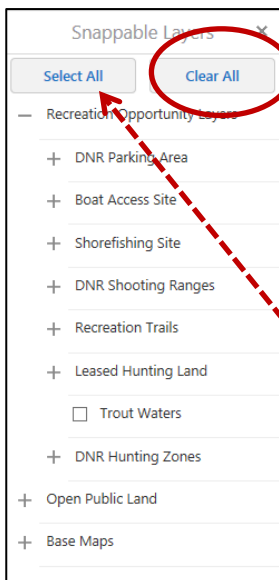 Snappable Layers ×
Select All Clear All
Recreation Opportunity Layers
DNR Parking Area
Boat Access Site
Shorefishing Site
DNR Shooting Ranges
Recreation Trails
Leased Hunting Land
Trout Waters
DNR Hunting Zones
Open Public Land
Base Maps